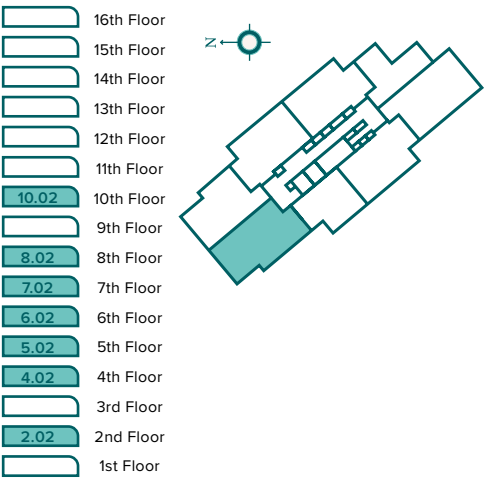 16th Floor
N
15th Floor
14th Floor
13th Floor
12th Floor
11th Floor
10.02 10th Floor
9th Floor
8.02 8th Floor
7.02 7th Floor
6.02 6th Floor
5.02 5th Floor
4.02 4th Floor
3rd Floor
2.02 2nd Floor
1st Floor